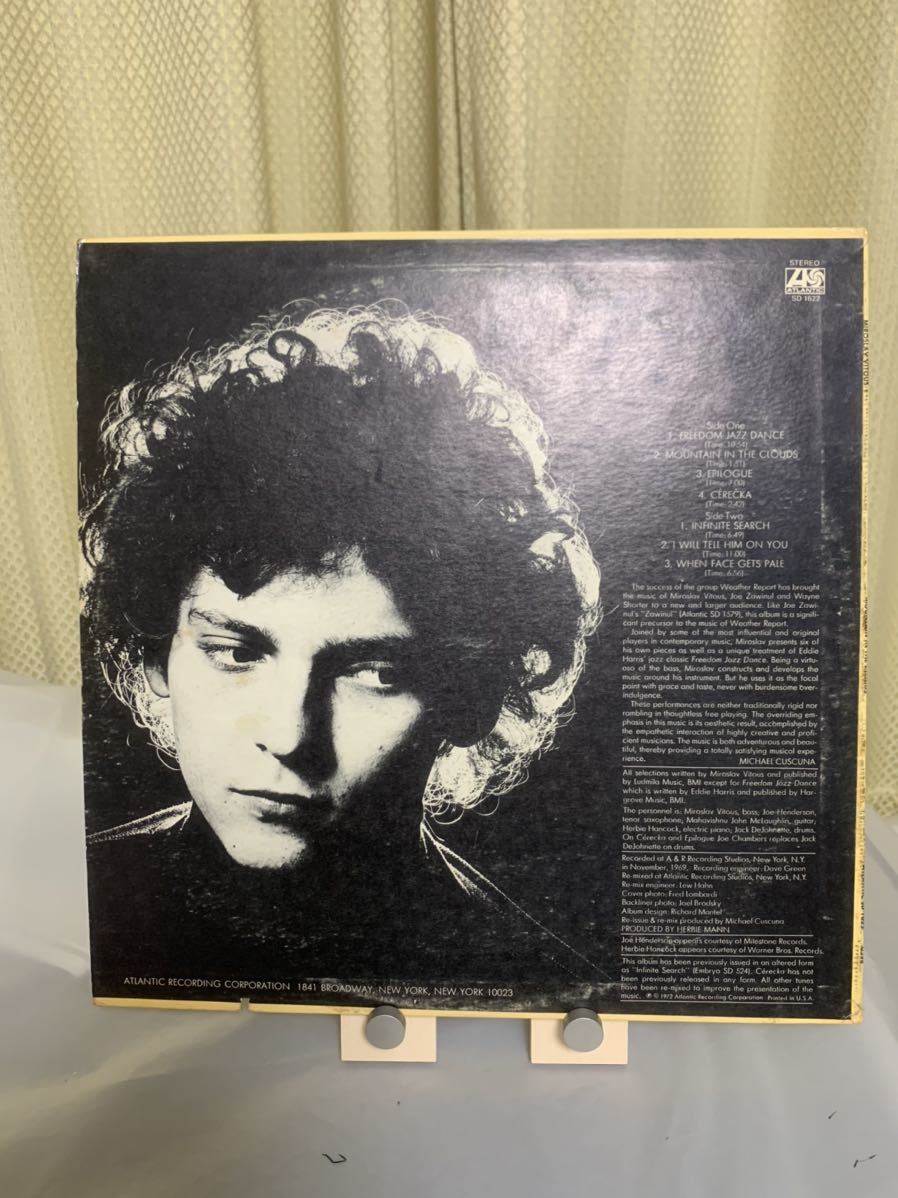 STEREO
ATLANTIC
SD 1622
Side One
1. FREEDOM JAZZ DANCE
(Time: 10:54)
2. MOUNTAIN IN THE CLOUDS
(Time: 1:51)
3. EPILOGUE
(Time: 7:00)
4. CÉREČKA
(Time: 2:42)
Side Two
1. INFINITE SEARCH
(Time: 6:49)
2. I WILL TELL HIM ON YOU
(Time: 11:00)
3. WHEN FACE GETS PALE
(Time: 6:56)
The success of the group Weather Report has brought
the music of Miroslav Vitous, Joe Zawinul and Wayne
Shorter to a new and larger audience. Like Joe Zawi-
nul's "Zawinul" (Atlantic SD 1579), this album is a signifi-
cant precursor to the music of Weather Report.
Joined by some of the most influential and original
players in contemporary music, Miroslav presents six of
his own pieces as well as a unique treatment of Eddie
Harris' jazz classic Freedom Jazz Dance. Being a virtu-
oso of the bass, Miroslav constructs and develops the
music around his instrument. But he uses it as the focal
point with grace and taste, never with burdensome over-
indulgence.
These performances are neither traditionally rigid nor
rambling in thoughtless free playing. The overriding em-
phasis in this music is its aesthetic result, accomplished by
the empathetic interaction of highly creative and profi-
cient musicians. The music is both adventurous and beau-
tiful, thereby providing a totally satisfying musical expe-
rience. MICHAEL CUSCUNA
All selections written by Miroslav Vitous and published
by Ludmila Music, BMI except for Freedom Jazz Dance
which is written by Eddie Harris and published by Har-
grove Music, BMI.
The personnel is: Miroslav Vitous, bass; Joe Henderson,
tenor saxophone; Mahavishnu John McLaughlin, guitar;
Herbie Hancock, electric piano; Jack DeJohnette, drums.
On Cérecka and Epilogue Joe Chambers replaces Jack
DeJohnette on drums.
Recorded at A & R Recording Studios, New York, N.Y.
in November, 1969. Recording engineer: Dave Green
Re-mixed at Atlantic Recording Studios, New York, N.Y.
Re-mix engineer: Lew Hahn
Cover photo: Fred Lombardi
Backliner photo: Joel Brodsky
Album design: Richard Mantel
Re-issue & re-mix produced by Michael Cuscuna
PRODUCED BY HERBIE MANN
Joe Henderson appears courtesy of Milestone Records.
Herbie Hancock appears courtesy of Warner Bros. Records.
This album has been previously issued in an altered form
as "Infinite Search" (Embryo SD 524). Cérecka has not
been previously released in any form. All other tunes
have been re-mixed to improve the presentation of the
music. ℗ © 1972 Atlantic Recording Corporation Printed in U.S.A.
ATLANTIC RECORDING CORPORATION 1841 BROADWAY, NEW YORK, NEW YORK 10023